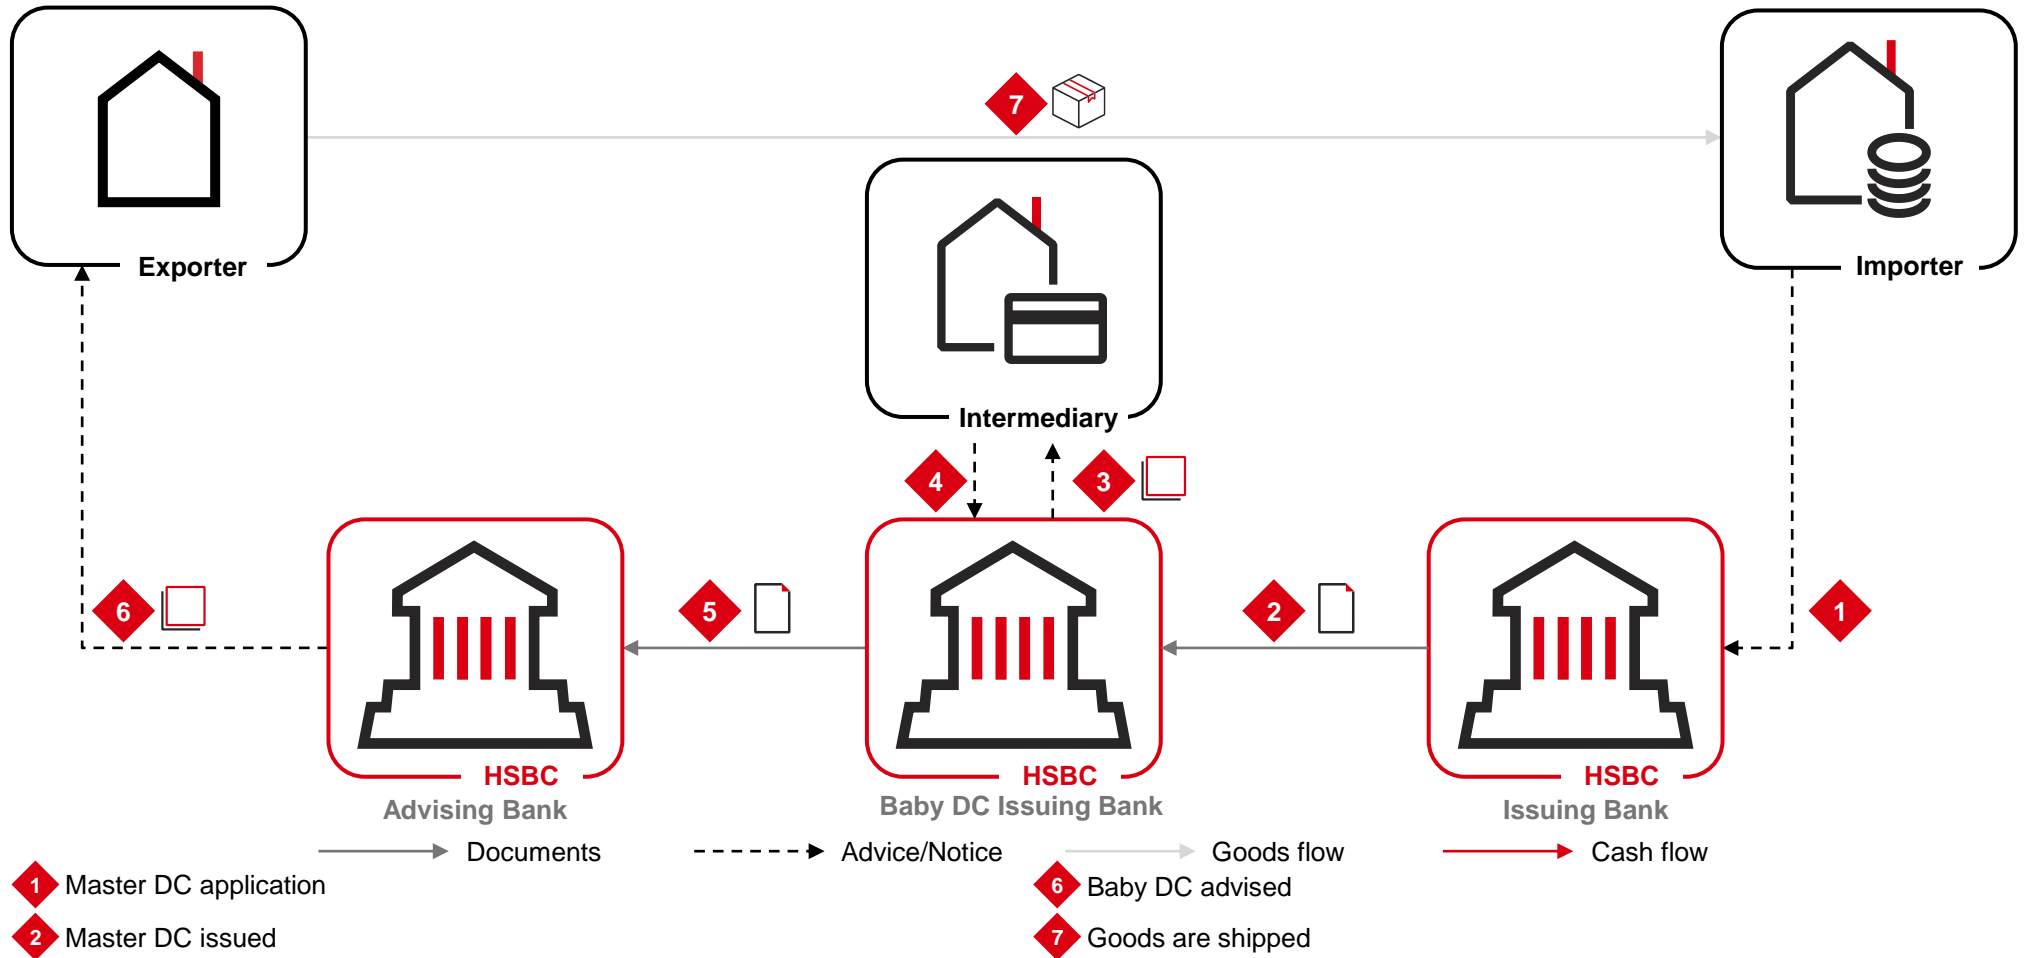 7
Exporter
Importer
Intermediary
4
3
6
5
2
1
HSBC
HSBC
HSBC
Advising Bank
Baby DC Issuing Bank
Issuing Bank
Documents
Advice/Notice
Goods flow
Cash flow
1 Master DC application
6 Baby DC advised
2 Master DC issued
7 Goods are shipped